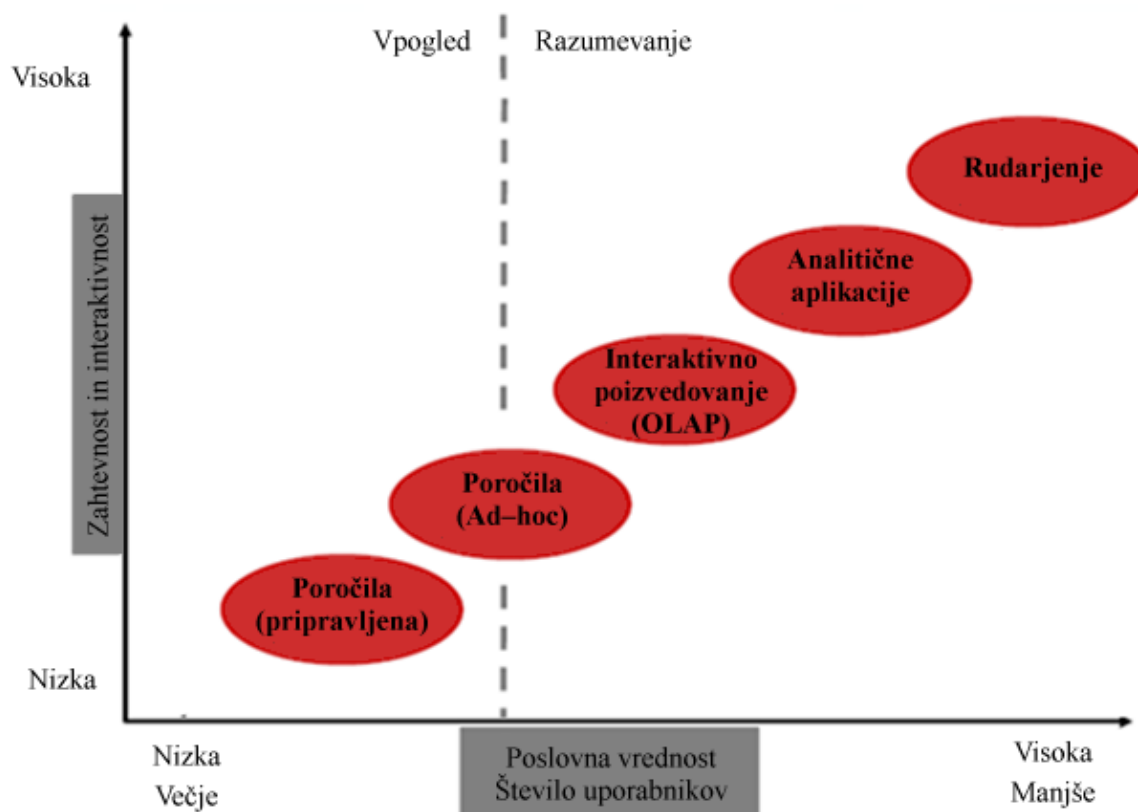 Vpogled
Razumevanje
Visoka
Rudarjenje
Analitične
aplikacije
Interaktivno
poizvedovanje
(OLAP)
Zahtevnost in interaktivnost
Poročila
(Ad–hoc)
Poročila
(pripravljena)
Nizka
Nizka
Večje
Poslovna vrednost
Število uporabnikov
Visoka
Manjše